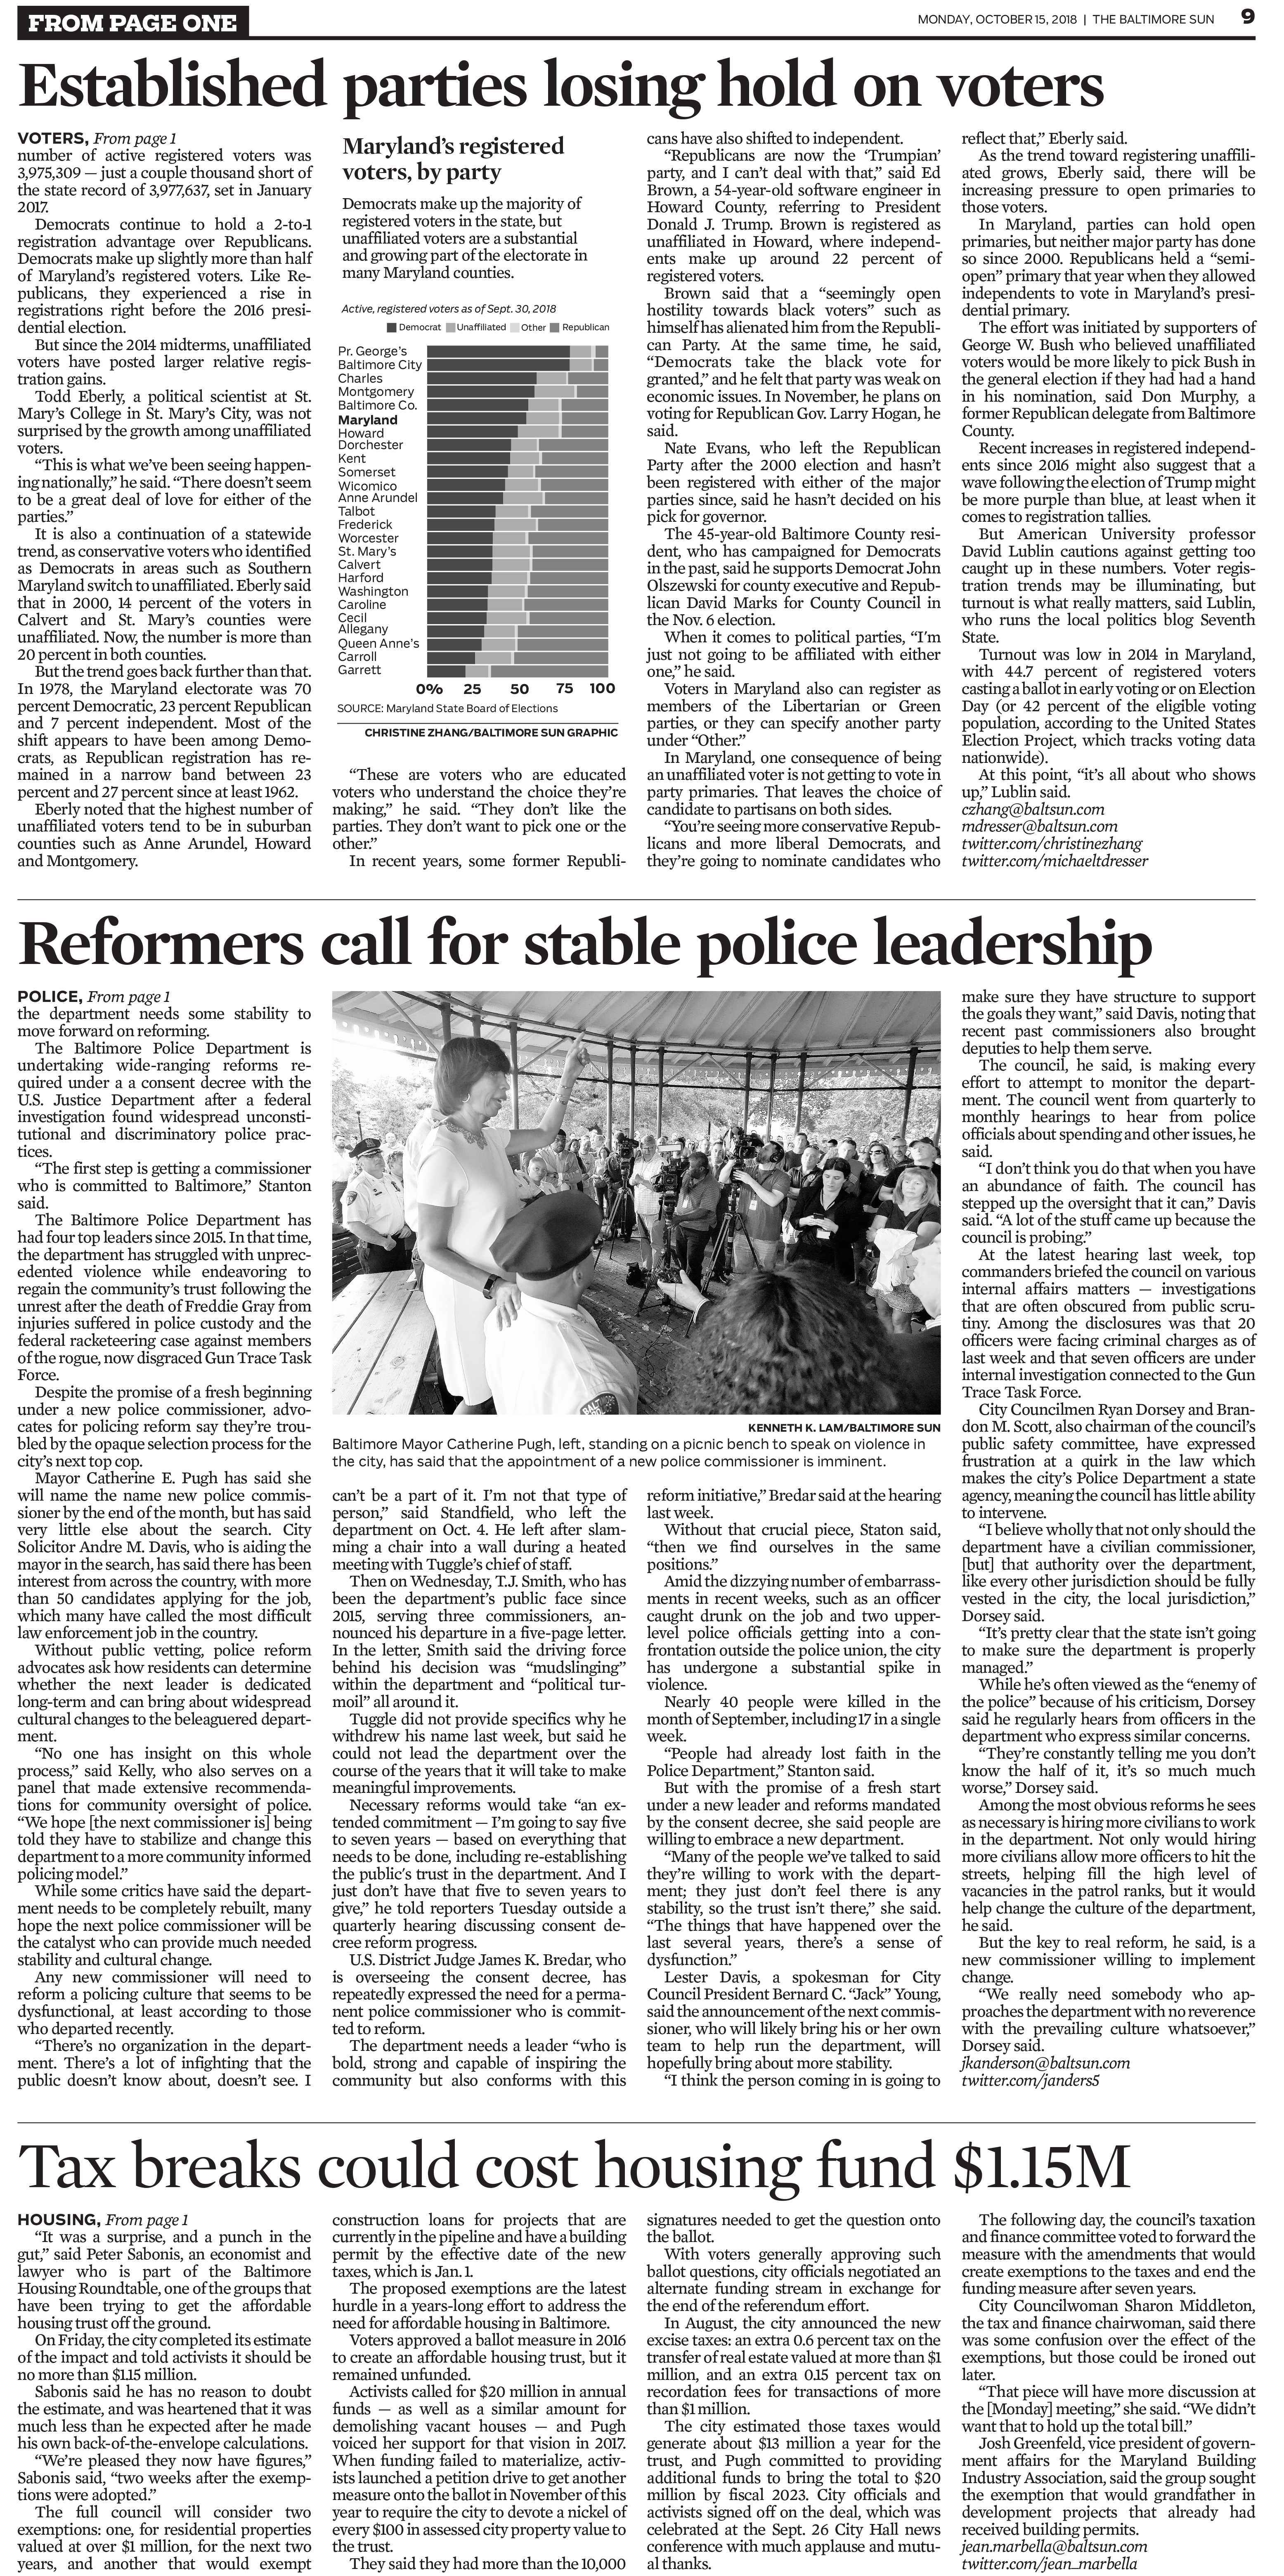 FROM PAGE ONE
MONDAY, OCTOBER 15, 2018 | THE BALTIMORE SUN 9
Established parties losing hold on voters
VOTERS, From page 1
number of active registered voters was
3,975,309 — just a couple thousand short of
the state record of 3,977,637, set in January
2017.
Democrats continue to hold a 2-to-1
registration advantage over Republicans.
Democrats make up slightly more than half
of Maryland's registered voters. Like Re-
publicans, they experienced a rise in
registrations right before the 2016 presi-
dential election.
But since the 2014 midterms, unaffiliated
voters have posted larger relative regis-
tration gains.
Todd Eberly, a political scientist at St.
Mary's College in St. Mary's City, was not
surprised by the growth among unaffiliated
voters.
"This is what we've been seeing happen-
ing nationally," he said. "There doesn't seem
to be a great deal of love for either of the
parties."
It is also a continuation of a statewide
trend, as conservative voters who identified
as Democrats in areas such as Southern
Maryland switch to unaffiliated. Eberly said
that in 2000, 14 percent of the voters in
Calvert and St. Mary's counties were
unaffiliated. Now, the number is more than
20 percent in both counties.
But the trend goes back further than that.
In 1978, the Maryland electorate was 70
percent Democratic, 23 percent Republican
and 7 percent independent. Most of the
shift appears to have been among Demo-
crats, as Republican registration has re-
mained in a narrow band between 23
percent and 27 percent since at least 1962.
Eberly noted that the highest number of
unaffiliated voters tend to be in suburban
counties such as Anne Arundel, Howard
and Montgomery.
Maryland's registered
voters, by party
Democrats make up the majority of
registered voters in the state, but
unaffiliated voters are a substantial
and growing part of the electorate in
many Maryland counties.
Active, registered voters as of Sept. 30, 2018
Democrat Unaffiliated Other Republican
Pr. George's
Baltimore City
Charles
Montgomery
Baltimore Co.
Maryland
Howard
Dorchester
Kent
Somerset
Wicomico
Anne Arundel
Talbot
Frederick
Worcester
St. Mary's
Calvert
Harford
Washington
Caroline
Cecil
Allegany
Queen Anne's
Carroll
Garrett
0% 25 50 75 100
SOURCE: Maryland State Board of Elections
CHRISTINE ZHANG/BALTIMORE SUN GRAPHIC
"These are voters who are educated
voters who understand the choice they're
making," he said. "They don't like the
parties. They don't want to pick one or the
other."
In recent years, some former Republi-
cans have also shifted to independent.
"Republicans are now the 'Trumpian'
party, and I can't deal with that," said Ed
Brown, a 54-year-old software engineer in
Howard County, referring to President
Donald J. Trump. Brown is registered as
unaffiliated in Howard, where independ-
ents make up around 22 percent of
registered voters.
Brown said that a "seemingly open
hostility towards black voters" such as
himself has alienated him from the Republi-
can Party. At the same time, he said,
"Democrats take the black vote for
granted," and he felt that party was weak on
economic issues. In November, he plans on
voting for Republican Gov. Larry Hogan, he
said.
Nate Evans, who left the Republican
Party after the 2000 election and hasn't
been registered with either of the major
parties since, said he hasn't decided on his
pick for governor.
The 45-year-old Baltimore County resi-
dent, who has campaigned for Democrats
in the past, said he supports Democrat John
Olszewski for county executive and Repub-
lican David Marks for County Council in
the Nov. 6 election.
When it comes to political parties, "I'm
just not going to be affiliated with either
one," he said.
Voters in Maryland also can register as
members of the Libertarian or Green
parties, or they can specify another party
under "Other."
In Maryland, one consequence of being
an unaffiliated voter is not getting to vote in
party primaries. That leaves the choice of
candidate to partisans on both sides.
"You're seeing more conservative Repub-
licans and more liberal Democrats, and
they're going to nominate candidates who
reflect that," Eberly said.
As the trend toward registering unaffili-
ated grows, Eberly said, there will be
increasing pressure to open primaries to
those voters.
In Maryland, parties can hold open
primaries, but neither major party has done
so since 2000. Republicans held a "semi-
open" primary that year when they allowed
independents to vote in Maryland's presi-
dential primary.
The effort was initiated by supporters of
George W. Bush who believed unaffiliated
voters would be more likely to pick Bush in
the general election if they had had a hand
in his nomination, said Don Murphy, a
former Republican delegate from Baltimore
County.
Recent increases in registered independ-
ents since 2016 might also suggest that a
wave following the election of Trump might
be more purple than blue, at least when it
comes to registration tallies.
But American University professor
David Lublin cautions against getting too
caught up in these numbers. Voter regis-
tration trends may be illuminating, but
turnout is what really matters, said Lublin,
who runs the local politics blog Seventh
State.
Turnout was low in 2014 in Maryland,
with 44.7 percent of registered voters
casting a ballot in early voting or on Election
Day (or 42 percent of the eligible voting
population, according to the United States
Election Project, which tracks voting data
nationwide).
At this point, "it's all about who shows
up," Lublin said.
czhang@baltsun.com
mdresser@baltsun.com
twitter.com/christinezhang
twitter.com/michaeltdresser
Reformers call for stable police leadership
POLICE, From page 1
the department needs some stability to
move forward on reforming.
The Baltimore Police Department is
undertaking wide-ranging reforms re-
quired under a a consent decree with the
U.S. Justice Department after a federal
investigation found widespread unconsti-
tutional and discriminatory police prac-
tices.
"The first step is getting a commissioner
who is committed to Baltimore," Stanton
said.
The Baltimore Police Department has
had four top leaders since 2015. In that time,
the department has struggled with unprec-
edented violence while endeavoring to
regain the community's trust following the
unrest after the death of Freddie Gray from
injuries suffered in police custody and the
federal racketeering case against members
of the rogue, now disgraced Gun Trace Task
Force.
Despite the promise of a fresh beginning
under a new police commissioner, advo-
cates for policing reform say they're trou-
bled by the opaque selection process for the
city's next top cop.
Mayor Catherine E. Pugh has said she
will name the name new police commis-
sioner by the end of the month, but has said
very little else about the search. City
Solicitor Andre M. Davis, who is aiding the
mayor in the search, has said there has been
interest from across the country, with more
than 50 candidates applying for the job,
which many have called the most difficult
law enforcement job in the country.
Without public vetting, police reform
advocates ask how residents can determine
whether the next leader is dedicated
long-term and can bring about widespread
cultural changes to the beleaguered depart-
ment.
"No one has insight on this whole
process," said Kelly, who also serves on a
panel that made extensive recommenda-
tions for community oversight of police.
"We hope [the next commissioner is] being
told they have to stabilize and change this
department to a more community informed
policing model."
While some critics have said the depart-
ment needs to be completely rebuilt, many
hope the next police commissioner will be
the catalyst who can provide much needed
stability and cultural change.
Any new commissioner will need to
reform a policing culture that seems to be
dysfunctional, at least according to those
who departed recently.
"There's no organization in the depart-
ment. There's a lot of infighting that the
public doesn't know about, doesn't see. I
KENNETH K. LAM/BALTIMORE SUN
Baltimore Mayor Catherine Pugh, left, standing on a picnic bench to speak on violence in
the city, has said that the appointment of a new police commissioner is imminent.
can't be a part of it. I'm not that type of
person," said Standfield, who left the
department on Oct. 4. He left after slam-
ming a chair into a wall during a heated
meeting with Tuggle's chief of staff.
Then on Wednesday, T.J. Smith, who has
been the department's public face since
2015, serving three commissioners, an-
nounced his departure in a five-page letter.
In the letter, Smith said the driving force
behind his decision was "mudslinging"
within the department and "political tur-
moil" all around it.
Tuggle did not provide specifics why he
withdrew his name last week, but said he
could not lead the department over the
course of the years that it will take to make
meaningful improvements.
Necessary reforms would take "an ex-
tended commitment — I'm going to say five
to seven years — based on everything that
needs to be done, including re-establishing
the public's trust in the department. And I
just don't have that five to seven years to
give," he told reporters Tuesday outside a
quarterly hearing discussing consent de-
cree reform progress.
U.S. District Judge James K. Bredar, who
is overseeing the consent decree, has
repeatedly expressed the need for a perma-
nent police commissioner who is commit-
ted to reform.
The department needs a leader "who is
bold, strong and capable of inspiring the
community but also conforms with this
reform initiative," Bredar said at the hearing
last week.
Without that crucial piece, Staton said,
"then we find ourselves in the same
positions."
Amid the dizzying number of embarrass-
ments in recent weeks, such as an officer
caught drunk on the job and two upper-
level police officials getting into a con-
frontation outside the police union, the city
has undergone a substantial spike in
violence.
Nearly 40 people were killed in the
month of September, including 17 in a single
week.
"People had already lost faith in the
Police Department," Stanton said.
But with the promise of a fresh start
under a new leader and reforms mandated
by the consent decree, she said people are
willing to embrace a new department.
"Many of the people we've talked to said
they're willing to work with the depart-
ment; they just don't feel there is any
stability, so the trust isn't there," she said.
"The things that have happened over the
last several years, there's a sense of
dysfunction."
Lester Davis, a spokesman for City
Council President Bernard C. "Jack" Young,
said the announcement of the next commis-
sioner, who will likely bring his or her own
team to help run the department, will
hopefully bring about more stability.
"I think the person coming in is going to
make sure they have structure to support
the goals they want," said Davis, noting that
recent past commissioners also brought
deputies to help them serve.
The council, he said, is making every
effort to attempt to monitor the depart-
ment. The council went from quarterly to
monthly hearings to hear from police
officials about spending and other issues, he
said.
"I don't think you do that when you have
an abundance of faith. The council has
stepped up the oversight that it can," Davis
said. "A lot of the stuff came up because the
council is probing."
At the latest hearing last week, top
commanders briefed the council on various
internal affairs matters — investigations
that are often obscured from public scru-
tiny. Among the disclosures was that 20
officers were facing criminal charges as of
last week and that seven officers are under
internal investigation connected to the Gun
Trace Task Force.
City Councilmen Ryan Dorsey and Bran-
don M. Scott, also chairman of the council's
public safety committee, have expressed
frustration at a quirk in the law which
makes the city's Police Department a state
agency, meaning the council has little ability
to intervene.
"I believe wholly that not only should the
department have a civilian commissioner,
[but] that authority over the department,
like every other jurisdiction should be fully
vested in the city, the local jurisdiction,"
Dorsey said.
"It's pretty clear that the state isn't going
to make sure the department is properly
managed."
While he's often viewed as the "enemy of
the police" because of his criticism, Dorsey
said he regularly hears from officers in the
department who express similar concerns.
"They're constantly telling me you don't
know the half of it, it's so much much
worse," Dorsey said.
Among the most obvious reforms he sees
as necessary is hiring more civilians to work
in the department. Not only would hiring
more civilians allow more officers to hit the
streets, helping fill the high level of
vacancies in the patrol ranks, but it would
help change the culture of the department,
he said.
But the key to real reform, he said, is a
new commissioner willing to implement
change.
"We really need somebody who ap-
proaches the department with no reverence
with the prevailing culture whatsoever,"
Dorsey said.
jkanderson@baltsun.com
twitter.com/janders5
Tax breaks could cost housing fund $1.15M
HOUSING, From page 1
"It was a surprise, and a punch in the
gut," said Peter Sabonis, an economist and
lawyer who is part of the Baltimore
Housing Roundtable, one of the groups that
have been trying to get the affordable
housing trust off the ground.
On Friday, the city completed its estimate
of the impact and told activists it should be
no more than $1.15 million.
Sabonis said he has no reason to doubt
the estimate, and was heartened that it was
much less than he expected after he made
his own back-of-the-envelope calculations.
"We're pleased they now have figures,"
Sabonis said, "two weeks after the exemp-
tions were adopted."
The full council will consider two
exemptions: one, for residential properties
valued at over $1 million, for the next two
years, and another that would exempt
construction loans for projects that are
currently in the pipeline and have a building
permit by the effective date of the new
taxes, which is Jan. 1.
The proposed exemptions are the latest
hurdle in a years-long effort to address the
need for affordable housing in Baltimore.
Voters approved a ballot measure in 2016
to create an affordable housing trust, but it
remained unfunded.
Activists called for $20 million in annual
funds — as well as a similar amount for
demolishing vacant houses — and Pugh
voiced her support for that vision in 2017.
When funding failed to materialize, activ-
ists launched a petition drive to get another
measure onto the ballot in November of this
year to require the city to devote a nickel of
every $100 in assessed city property value to
the trust.
They said they had more than the 10,000
signatures needed to get the question onto
the ballot.
With voters generally approving such
ballot questions, city officials negotiated an
alternate funding stream in exchange for
the end of the referendum effort.
In August, the city announced the new
excise taxes: an extra 0.6 percent tax on the
transfer of real estate valued at more than $1
million, and an extra 0.15 percent tax on
recordation fees for transactions of more
than $1 million.
The city estimated those taxes would
generate about $13 million a year for the
trust, and Pugh committed to providing
additional funds to bring the total to $20
million by fiscal 2023. City officials and
activists signed off on the deal, which was
celebrated at the Sept. 26 City Hall news
conference with much applause and mutu-
al thanks.
The following day, the council's taxation
and finance committee voted to forward the
measure with the amendments that would
create exemptions to the taxes and end the
funding measure after seven years.
City Councilwoman Sharon Middleton,
the tax and finance chairwoman, said there
was some confusion over the effect of the
exemptions, but those could be ironed out
later.
"That piece will have more discussion at
the [Monday] meeting," she said. "We didn't
want that to hold up the total bill."
Josh Greenfeld, vice president of govern-
ment affairs for the Maryland Building
Industry Association, said the group sought
the exemption that would grandfather in
development projects that already had
received building permits.
jean.marbella@baltsun.com
twitter.com/jean_marbella